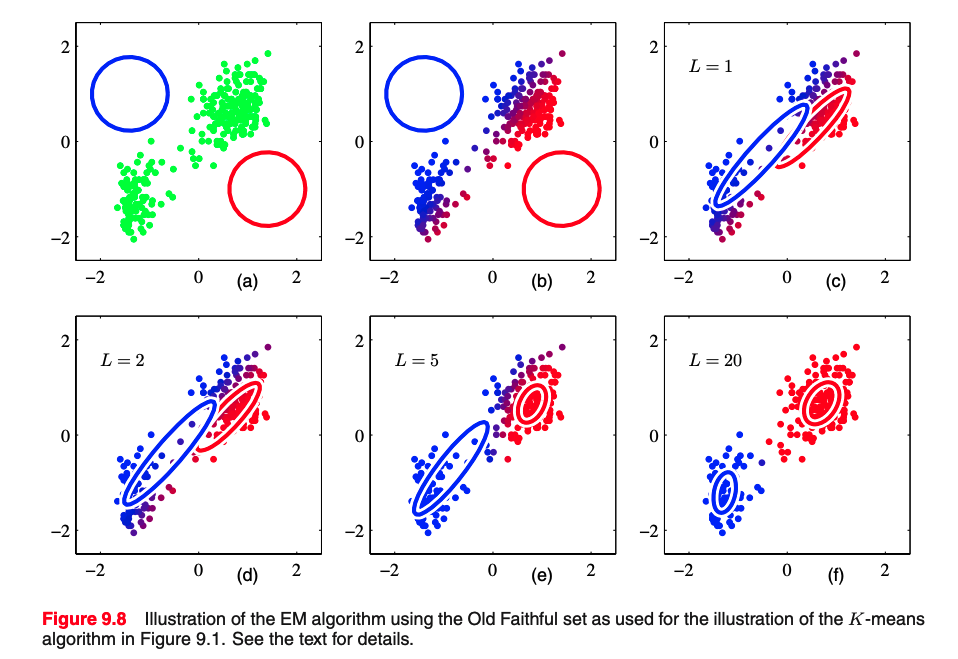 2
0
−2
−2 0 (a) 2
2
0
−2
−2 0 (b) 2
L = 1
2
0
−2
−2 0 (c) 2
L = 2
2
0
−2
−2 0 (d) 2
L = 5
2
0
−2
−2 0 (e) 2
L = 20
2
0
−2
−2 0 (f) 2
Figure 9.8 Illustration of the EM algorithm using the Old Faithful set as used for the illustration of the K-means
algorithm in Figure 9.1. See the text for details.